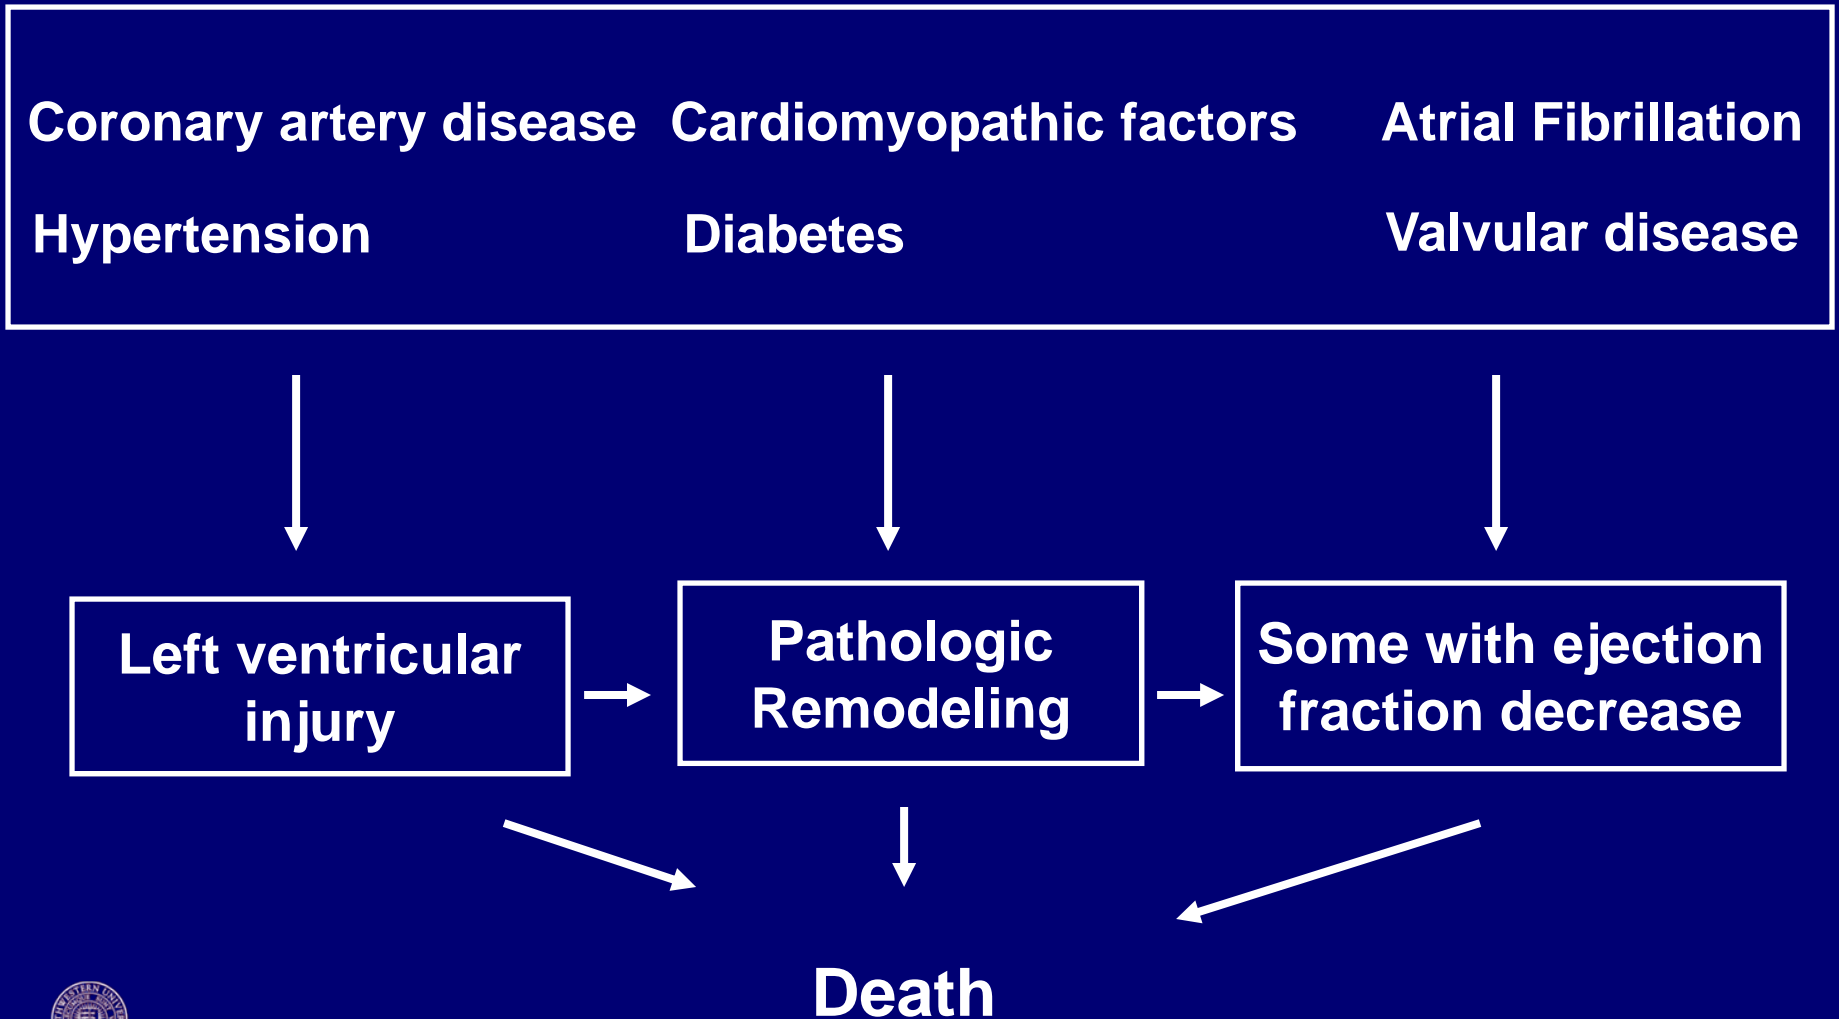 Coronary artery disease Cardiomyopathic factors Atrial Fibrillation
Hypertension Diabetes Valvular disease
Left ventricular
injury
Pathologic
Remodeling
Some with ejection
fraction decrease
Death